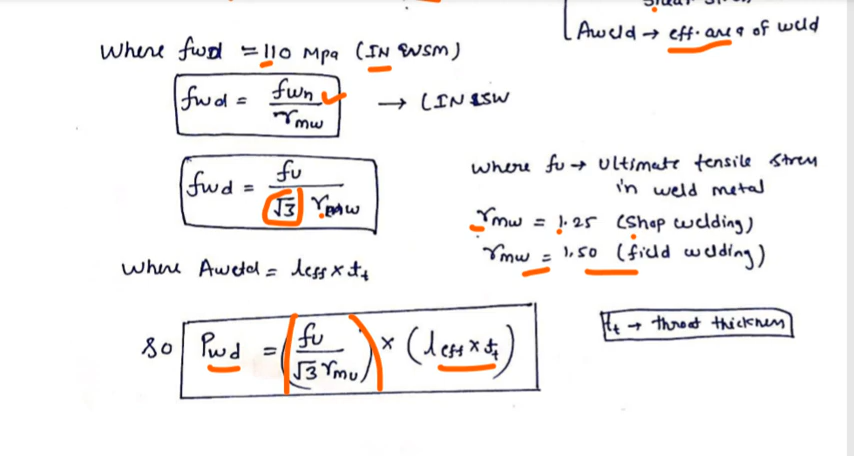 Aweld → eff. area of weld
Where fwd = 110 Mpa (IN WSM)
fwd = fwn / γmw → (IN LSM
fwd = fu / √3 γmw
where fu → Ultimate tensile stress
in weld metal
γmw = 1.25 (Shop welding)
γmw = 1.50 (field welding)
where Aweld = leff x tt
tt → throat thickness
so Pwd = (fu / √3 γmw) x (leff x tt)